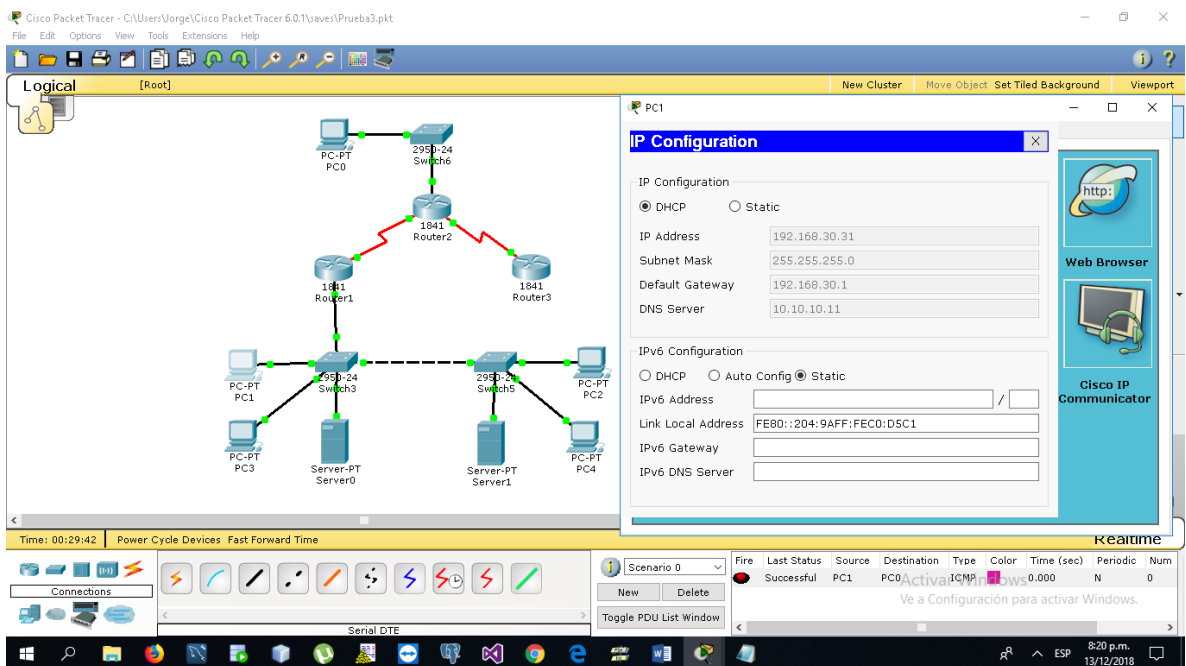 Cisco Packet Tracer - C:\Users\Jorge\Cisco Packet Tracer 6.0.1\saves\Prueba3.pkt
File Edit Options View Tools Extensions Help
Logical [Root] New Cluster Move Object Set Tiled Background Viewport
PC-PT
PC0
2950-24
Switch6
1841
Router2
1841
Router1
1841
Router3
PC-PT
PC1
2950-24
Switch3
2950-24
Switch5
PC-PT
PC2
PC-PT
PC3
Server-PT
Server0
Server-PT
Server1
PC-PT
PC4
PC1
IP Configuration X
IP Configuration
DHCP Static
IP Address 192.168.30.31
Subnet Mask 255.255.255.0
Default Gateway 192.168.30.1
DNS Server 10.10.10.11
IPv6 Configuration
DHCP Auto Config Static
IPv6 Address /
Link Local Address FE80::204:9AFF:FEC0:D5C1
IPv6 Gateway
IPv6 DNS Server
http:
Web Browser
Cisco IP
Communicator
Time: 00:29:42 Power Cycle Devices Fast Forward Time Realtime
Connections
Serial DTE
Scenario 0
New Delete
Toggle PDU List Window
Fire Last Status Source Destination Type Color Time (sec) Periodic Num
Successful PC1 PC0 ICMP 0.000 N 0
Activar Windows
Ve a Configuración para activar Windows.
ESP
8:20 p.m.
13/12/2018